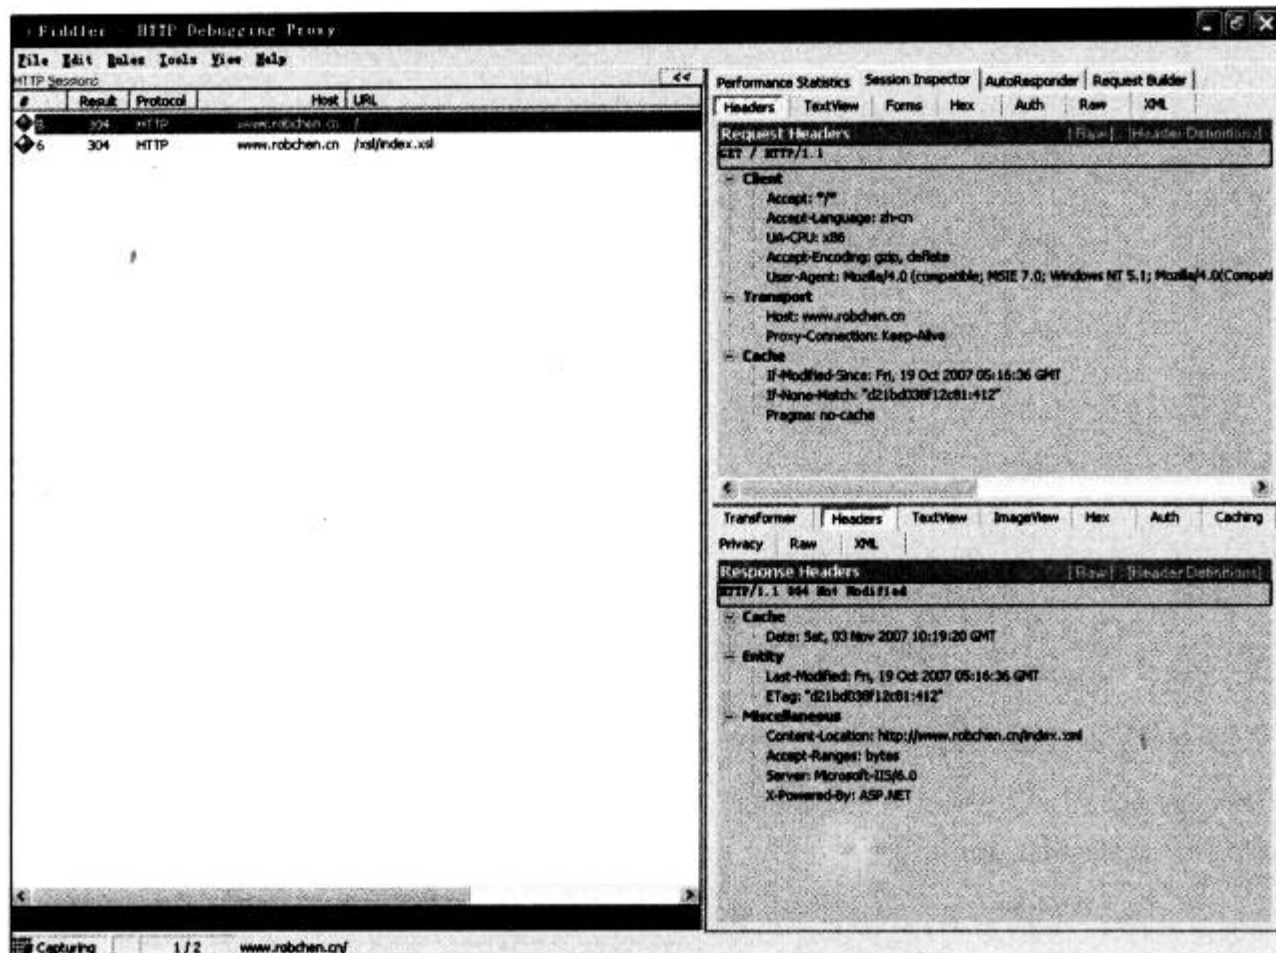 Fiddler - HTTP Debugging Proxy
File Edit Rules Tools View Help
HTTP Sessions <<
# Result Protocol Host URL
304 HTTP www.robchen.cn /
6 304 HTTP www.robchen.cn /xsl/index.xsl
Performance Statistics Session Inspector AutoResponder Request Builder
Headers TextView Forms Hex Auth Raw XML
Request Headers [Raw] [Header Definitions]
GET / HTTP/1.1
Client
Accept: */*
Accept-Language: zh-cn
UA-CPU: x86
Accept-Encoding: gzip, deflate
User-Agent: Mozilla/4.0 (compatible; MSIE 7.0; Windows NT 5.1; Mozilla/4.0(Compati
Transport
Host: www.robchen.cn
Proxy-Connection: Keep-Alive
Cache
If-Modified-Since: Fri, 19 Oct 2007 05:16:36 GMT
If-None-Match: "d21bd038f12c81:412"
Pragma: no-cache
Transformer Headers TextView ImageView Hex Auth Caching
Privacy Raw XML
Response Headers [Raw] [Header Definitions]
HTTP/1.1 304 Not Modified
Cache
Date: Sat, 03 Nov 2007 10:19:20 GMT
Entity
Last-Modified: Fri, 19 Oct 2007 05:16:36 GMT
ETag: "d21bd038f12c81:412"
Miscellaneous
Content-Location: http://www.robchen.cn/index.xml
Accept-Ranges: bytes
Server: Microsoft-IIS/6.0
X-Powered-By: ASP.NET
Capturing 1/2 www.robchen.cn/